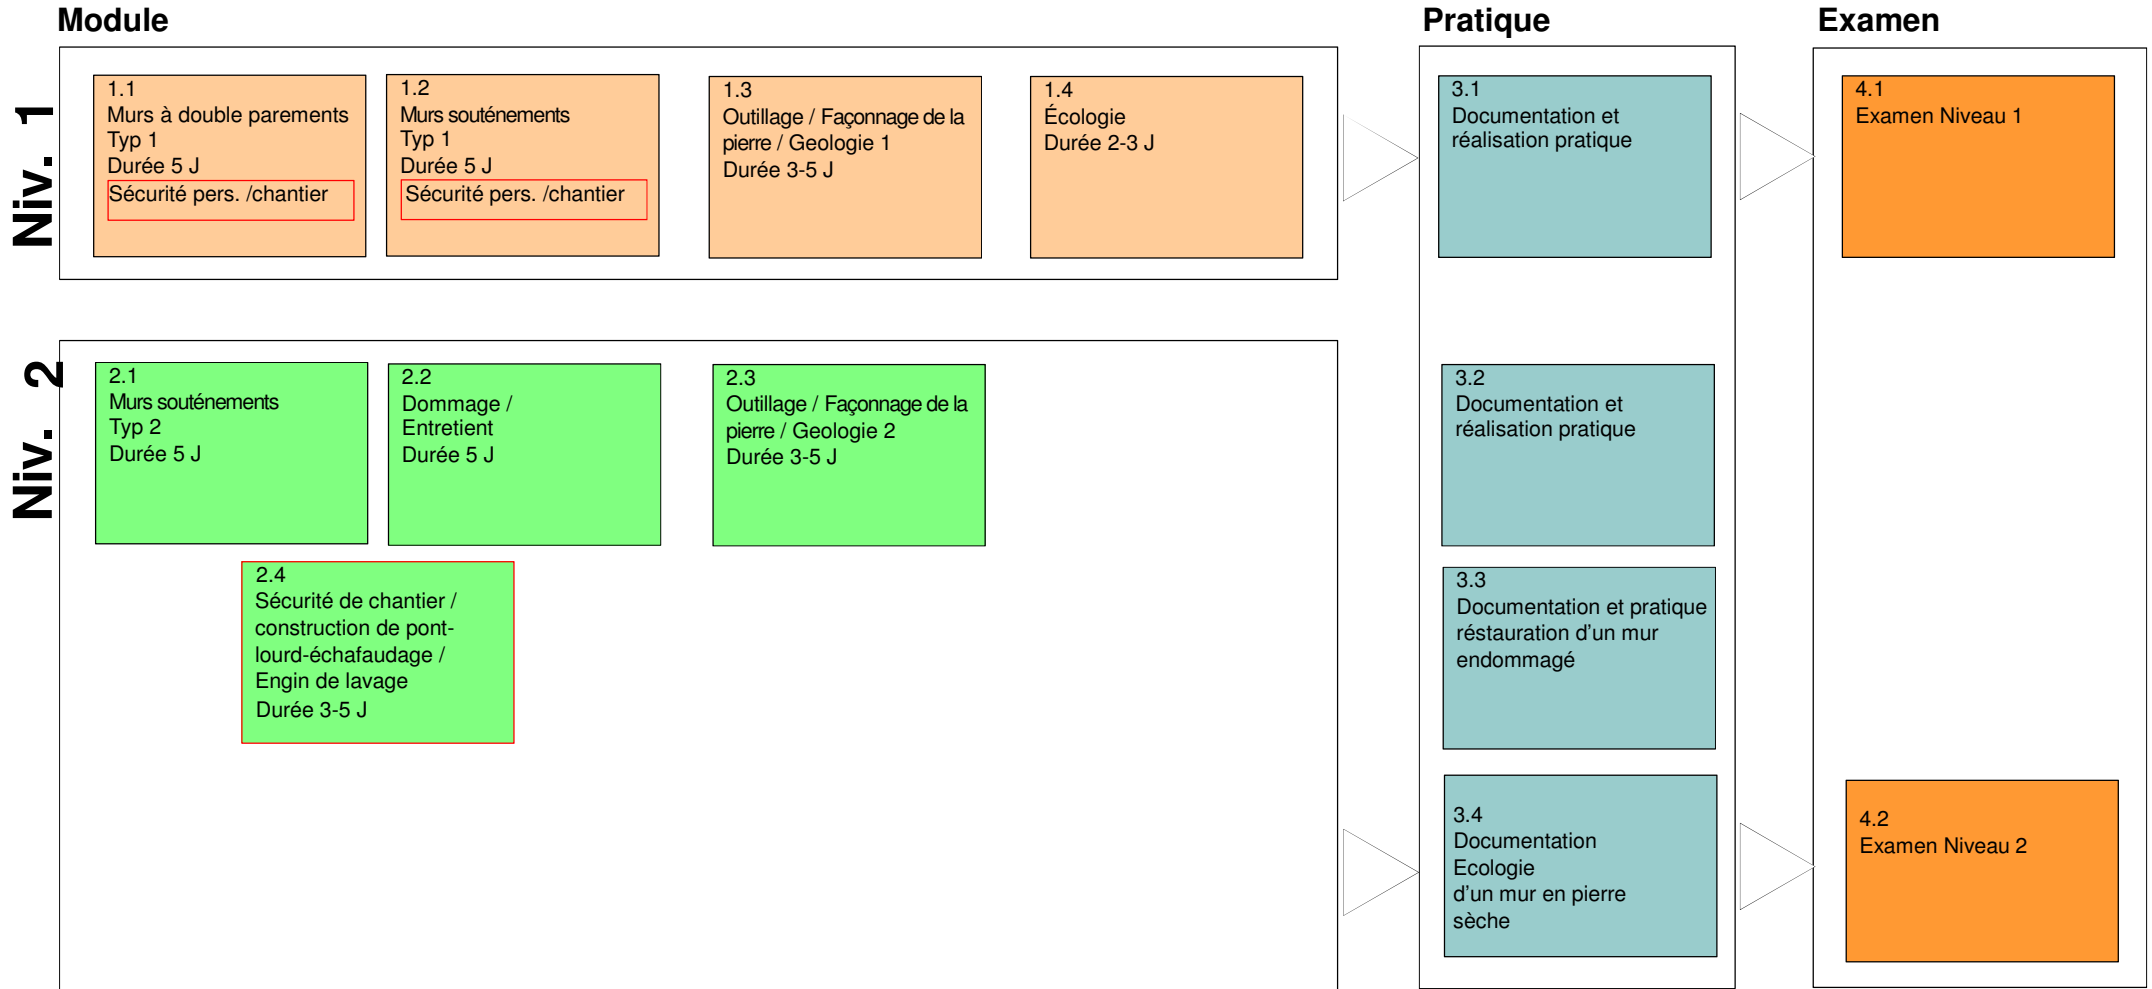 Module
Pratique
Examen
Niv. 1
1.1
Murs à double parements
Typ 1
Durée 5 J
Sécurité pers. /chantier
1.2
Murs souténements
Typ 1
Durée 5 J
Sécurité pers. /chantier
1.3
Outillage / Façonnage de la
pierre / Geologie 1
Durée 3-5 J
1.4
Écologie
Durée 2-3 J
3.1
Documentation et
réalisation pratique
4.1
Examen Niveau 1
Niv. 2
2.1
Murs souténements
Typ 2
Durée 5 J
2.2
Dommage /
Entretient
Durée 5 J
2.3
Outillage / Façonnage de la
pierre / Geologie 2
Durée 3-5 J
2.4
Sécurité de chantier /
construction de pont-
lourd-échafaudage /
Engin de lavage
Durée 3-5 J
3.2
Documentation et
réalisation pratique
3.3
Documentation et pratique
réstauration d'un mur
endommagé
3.4
Documentation
Ecologie
d'un mur en pierre
sèche
4.2
Examen Niveau 2